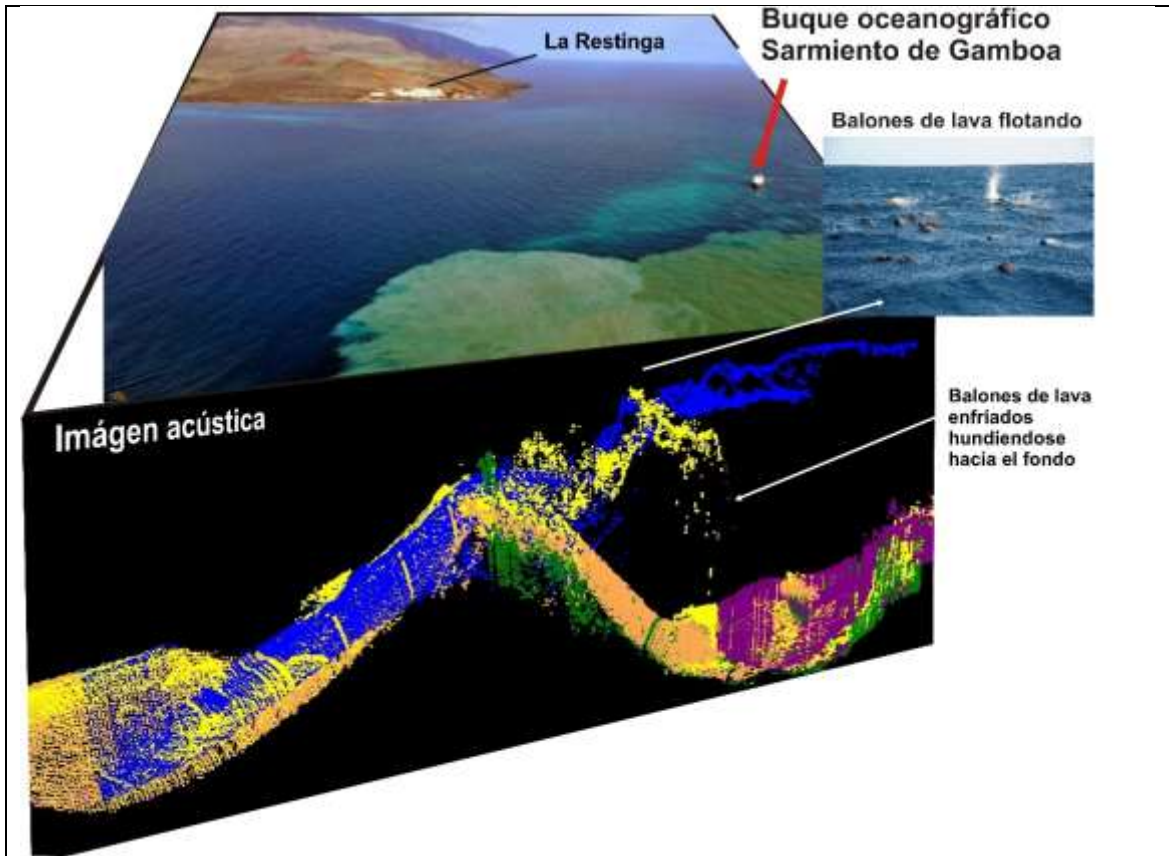 Buque oceanográfico
Sarmiento de Gamboa
La Restinga
Balones de lava flotando
Imágen acústica
Balones de lava
enfriados
hundiendose
hacia el fondo